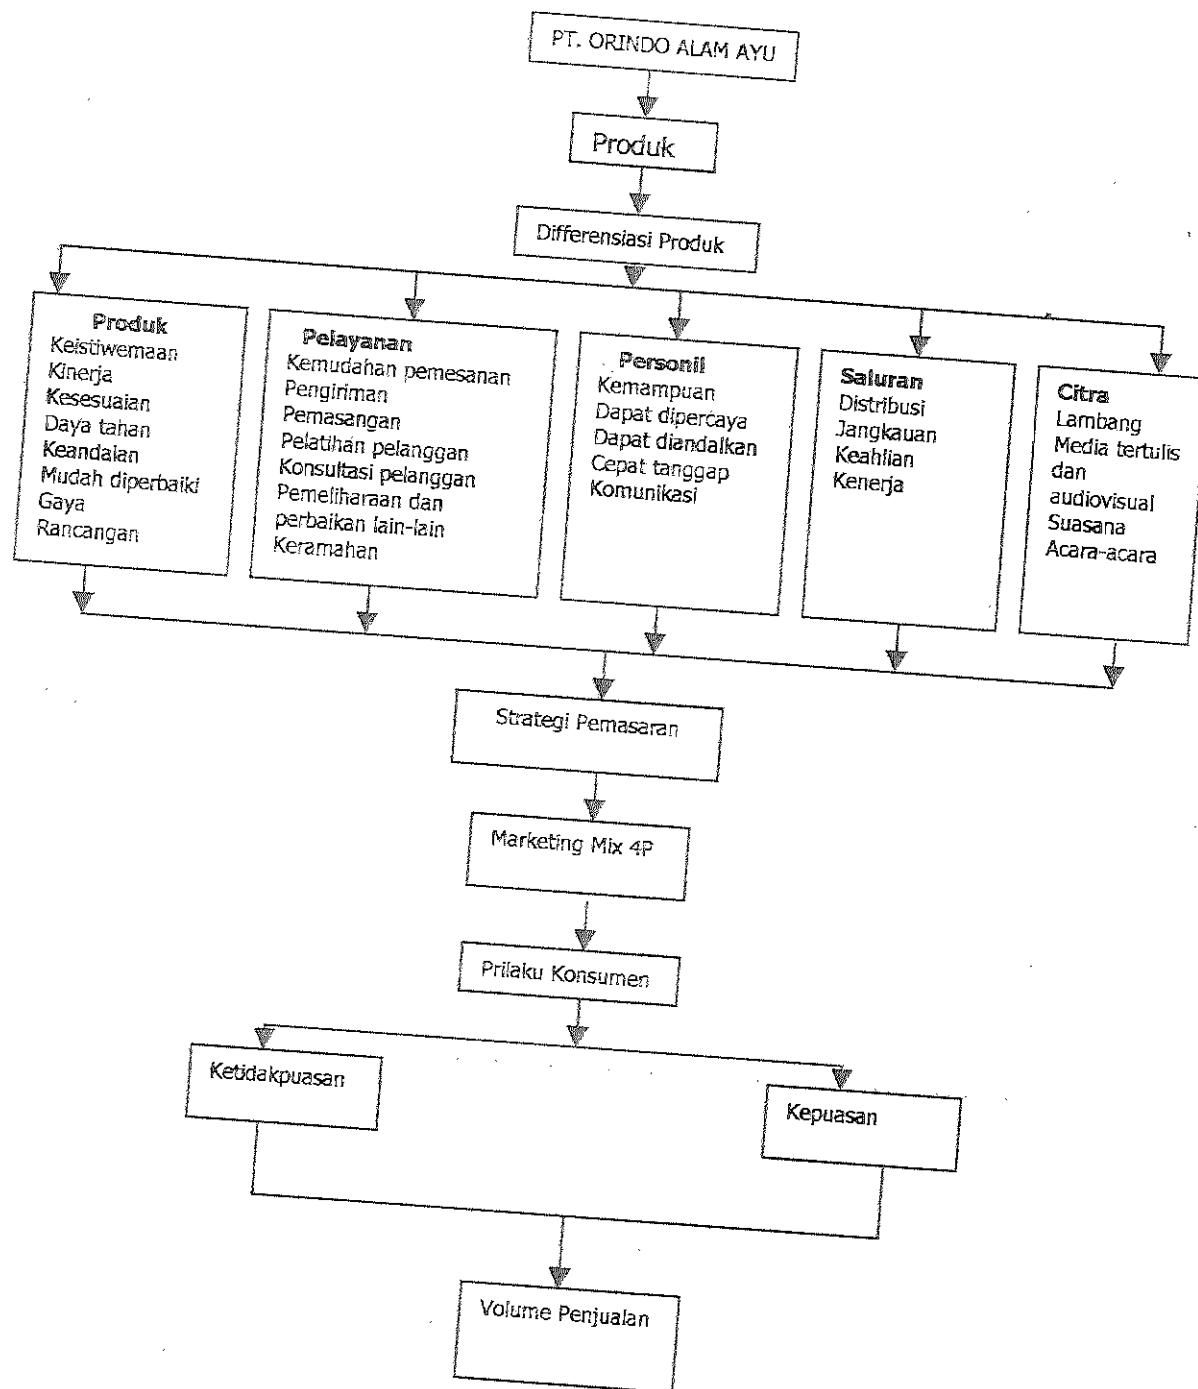 PT. ORINDO ALAM AYU
Produk
Differensiasi Produk
Produk
Keistiwemaan
Kinerja
Kesesuaian
Daya tahan
Keandalan
Mudah diperbaiki
Gaya
Rancangan
Pelayanan
Kemudahan pemesanan
Pengiriman
Pemasangan
Pelatihan pelanggan
Konsultasi pelanggan
Pemeliharaan dan
perbaikan lain-lain
Keramahan
Personil
Kemampuan
Dapat dipercaya
Dapat diandalkan
Cepat tanggap
Komunikasi
Saluran
Distribusi
Jangkauan
Keahlian
Kenerja
Citra
Lambang
Media tertulis
dan
audiovisual
Suasana
Acara-acara
Strategi Pemasaran
Marketing Mix 4P
Prilaku Konsumen
Ketidakpuasan
Kepuasan
Volume Penjualan